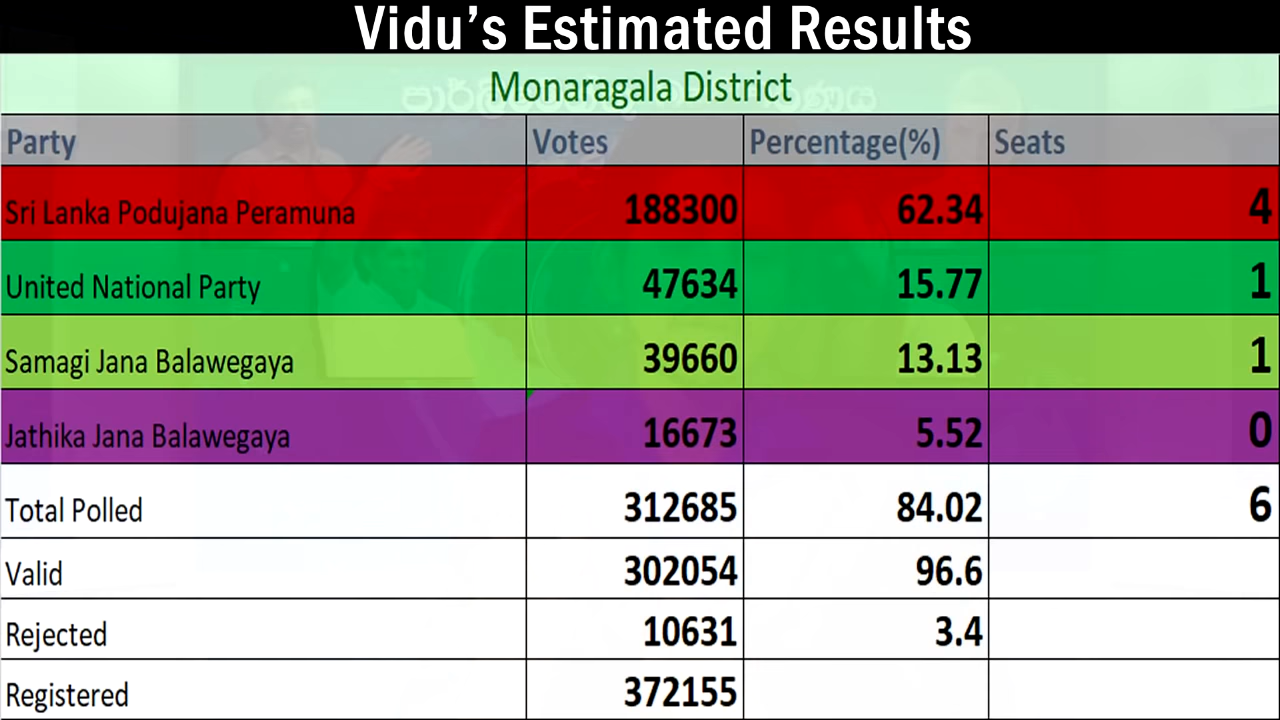 Vidu's Estimated Results
Monaragala District
Party Votes Percentage(%) Seats
Sri Lanka Podujana Peramuna 188300 62.34 4
United National Party 47634 15.77 1
Samagi Jana Balawegaya 39660 13.13 1
Jathika Jana Balawegaya 16673 5.52 0
Total Polled 312685 84.02 6
Valid 302054 96.6
Rejected 10631 3.4
Registered 372155